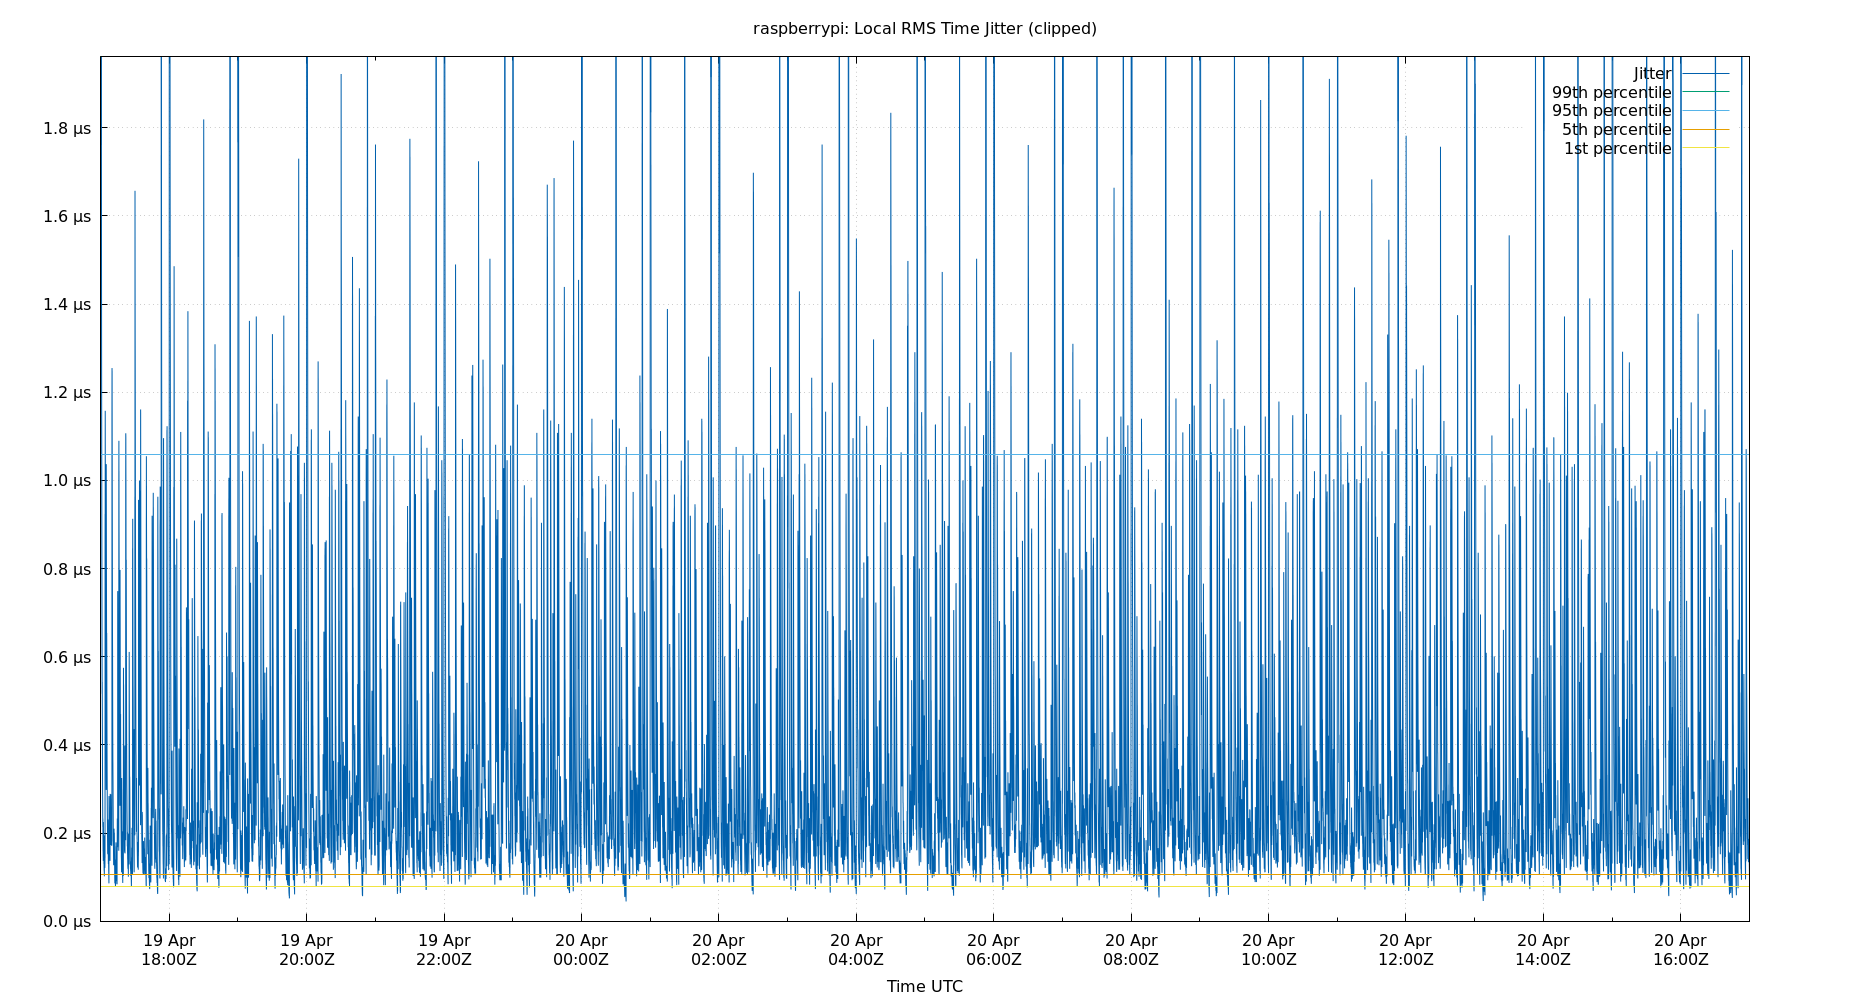 raspberrypi: Local RMS Time Jitter (clipped)
Jitter
99th percentile
95th percentile
5th percentile
1st percentile
1.8 µs
1.6 µs
1.4 µs
1.2 µs
1.0 µs
0.8 µs
0.6 µs
0.4 µs
0.2 µs
0.0 µs
19 Apr 19 Apr 19 Apr 20 Apr 20 Apr 20 Apr 20 Apr 20 Apr 20 Apr 20 Apr 20 Apr 20 Apr
18:00Z 20:00Z 22:00Z 00:00Z 02:00Z 04:00Z 06:00Z 08:00Z 10:00Z 12:00Z 14:00Z 16:00Z
Time UTC